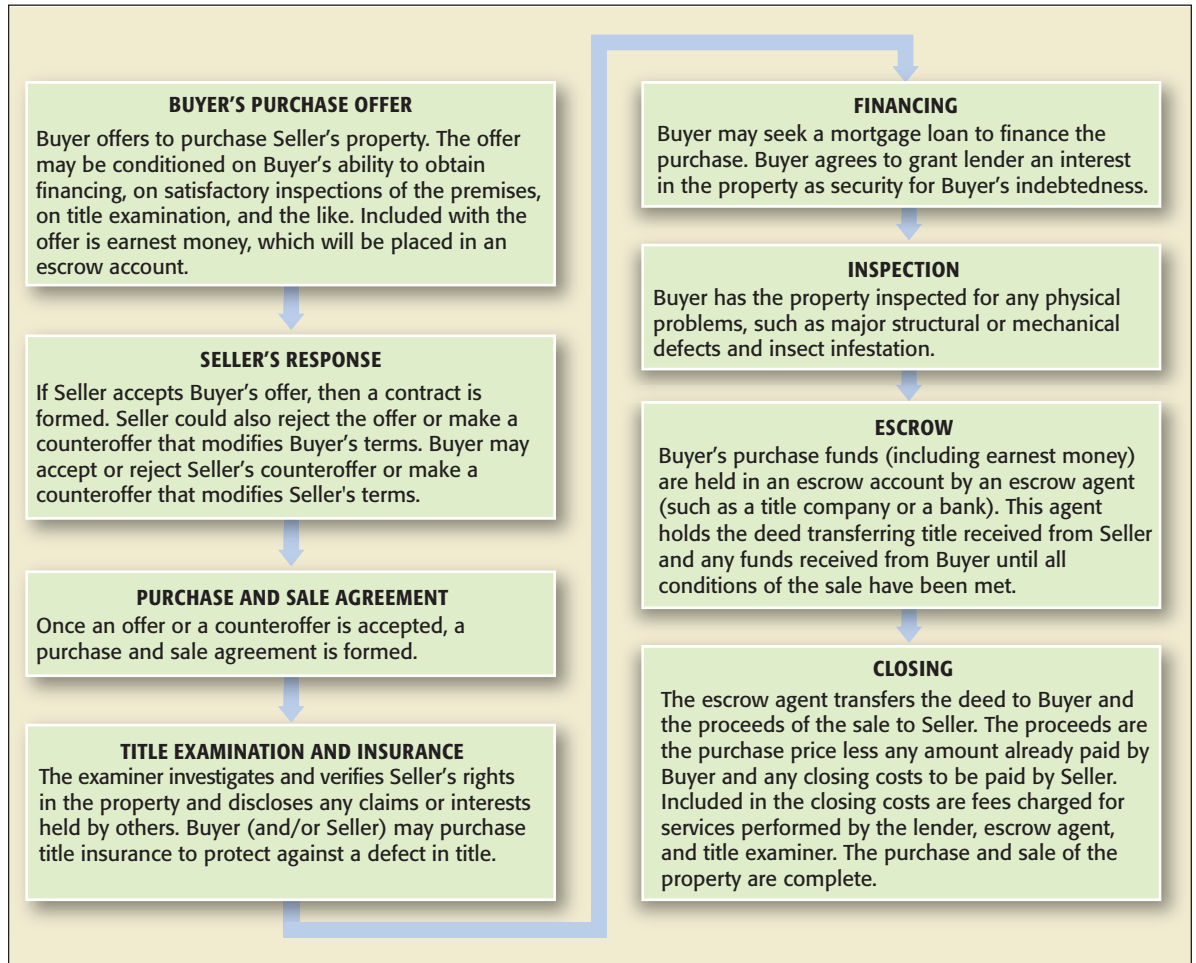 BUYER’S PURCHASE OFFER
Buyer offers to purchase Seller’s property. The offer
may be conditioned on Buyer’s ability to obtain
financing, on satisfactory inspections of the premises,
on title examination, and the like. Included with the
offer is earnest money, which will be placed in an
escrow account.
SELLER’S RESPONSE
If Seller accepts Buyer’s offer, then a contract is
formed. Seller could also reject the offer or make a
counteroffer that modifies Buyer’s terms. Buyer may
accept or reject Seller’s counteroffer or make a
counteroffer that modifies Seller's terms.
PURCHASE AND SALE AGREEMENT
Once an offer or a counteroffer is accepted, a
purchase and sale agreement is formed.
TITLE EXAMINATION AND INSURANCE
The examiner investigates and verifies Seller’s rights
in the property and discloses any claims or interests
held by others. Buyer (and/or Seller) may purchase
title insurance to protect against a defect in title.
FINANCING
Buyer may seek a mortgage loan to finance the
purchase. Buyer agrees to grant lender an interest
in the property as security for Buyer’s indebtedness.
INSPECTION
Buyer has the property inspected for any physical
problems, such as major structural or mechanical
defects and insect infestation.
ESCROW
Buyer’s purchase funds (including earnest money)
are held in an escrow account by an escrow agent
(such as a title company or a bank). This agent
holds the deed transferring title received from Seller
and any funds received from Buyer until all
conditions of the sale have been met.
CLOSING
The escrow agent transfers the deed to Buyer and
the proceeds of the sale to Seller. The proceeds are
the purchase price less any amount already paid by
Buyer and any closing costs to be paid by Seller.
Included in the closing costs are fees charged for
services performed by the lender, escrow agent,
and title examiner. The purchase and sale of the
property are complete.